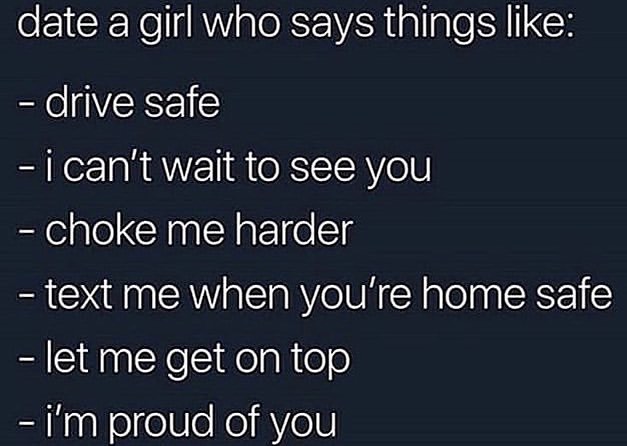 date a girl who says things like:
- drive safe
- i can't wait to see you
- choke me harder
- text me when you're home safe
- let me get on top
- i'm proud of you